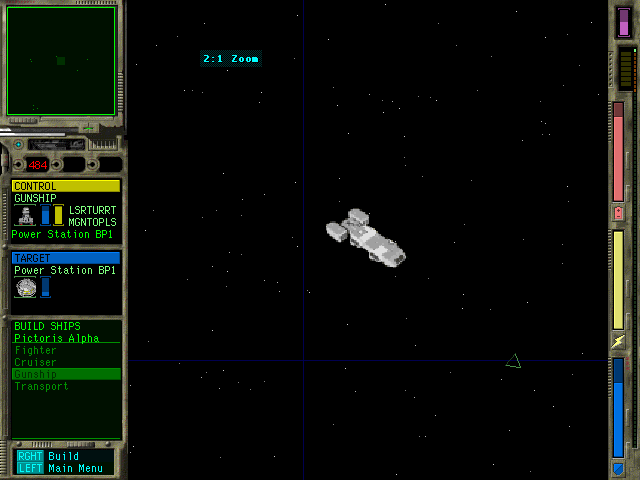 2:1 Zoom
484
CONTROL
GUNSHIP
LSRTURRT
MGNTOPLS
Power Station BP1
TARGET
Power Station BP1
BUILD SHIPS
Pictoris Alpha
Fighter
Cruiser
Gunship
Transport
RGHT Build
LEFT Main Menu